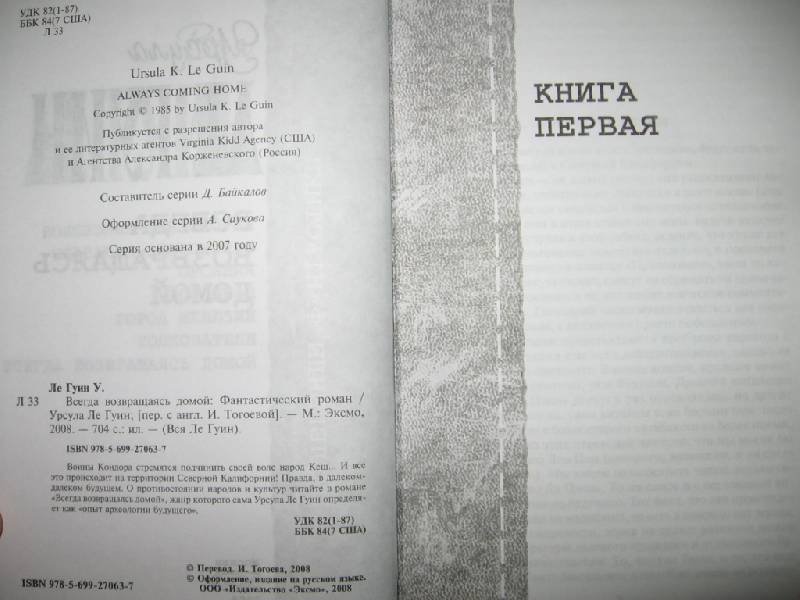 УДК 82(1-87)
ББК 84(7 США)
Л 33
Ursula K. Le Guin
ALWAYS COMING HOME
Copyright © 1985 by Ursula K. Le Guin
Публикуется с разрешения автора
и ее литературных агентов Virginia Kidd Agency (США)
и Агентства Александра Корженевского (Россия)
Составитель серии Д. Байкалов
Оформление серии А. Саукова
Серия основана в 2007 году
Ле Гуин У.
Л 33 Всегда возвращаясь домой: Фантастический роман /
Урсула Ле Гуин; [пер. с англ. И. Тогоевой]. — М.: Эксмо,
2008. — 704 с.: ил. — (Вся Ле Гуин).
ISBN 978-5-699-27063-7
Воины Кондора стремятся подчинить своей воле народ Кеш... И все
это происходит на территории Северной Калифорнии! Правда, в далеком-
далеком будущем. О противостоянии народов и культур читайте в романе
«Всегда возвращаясь домой», жанр которого сама Урсула Ле Гуин определя-
ет как «опыт археологии будущего».
УДК 82(1-87)
ББК 84(7 США)
© Перевод. И. Тогоева, 2008
© Оформление, издание на русском языке.
ISBN 978-5-699-27063-7 ООО «Издательство «Эксмо», 2008
КНИГА
ПЕРВАЯ